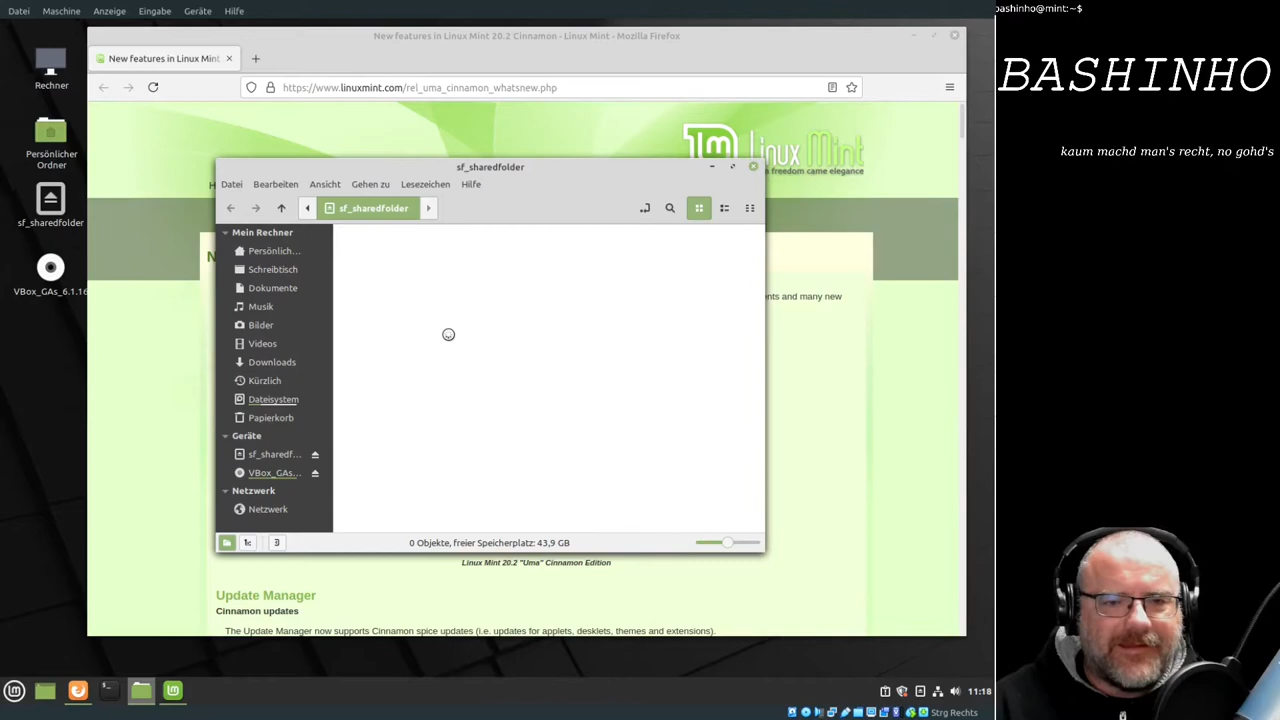 Datei Maschine Anzeige Eingabe Geräte Hilfe
bashinho@mint:~$
BASHINHO
kaum machd man's recht, no gohd's
Rechner
Persönlicher
Ordner
sf_sharedfolder
VBox_GAs_6.1.16
New features in Linux Mint 20.2 Cinnamon - Linux Mint - Mozilla Firefox
New features in Linux Mint
https://www.linuxmint.com/rel_uma_cinnamon_whatsnew.php
Linux Mint
freedom came elegance
H
N
ents and many new
sf_sharedfolder
Datei Bearbeiten Ansicht Gehen zu Lesezeichen Hilfe
sf_sharedfolder
Mein Rechner
Persönlich...
Schreibtisch
Dokumente
Musik
Bilder
Videos
Downloads
Kürzlich
Dateisystem
Papierkorb
Geräte
sf_sharedf...
VBox_GAs...
Netzwerk
Netzwerk
0 Objekte, freier Speicherplatz: 43,9 GB
Linux Mint 20.2 "Uma" Cinnamon Edition
Update Manager
Cinnamon updates
The Update Manager now supports Cinnamon spice updates (i.e. updates for applets, desklets, themes and extensions).
11:18
Strg Rechts